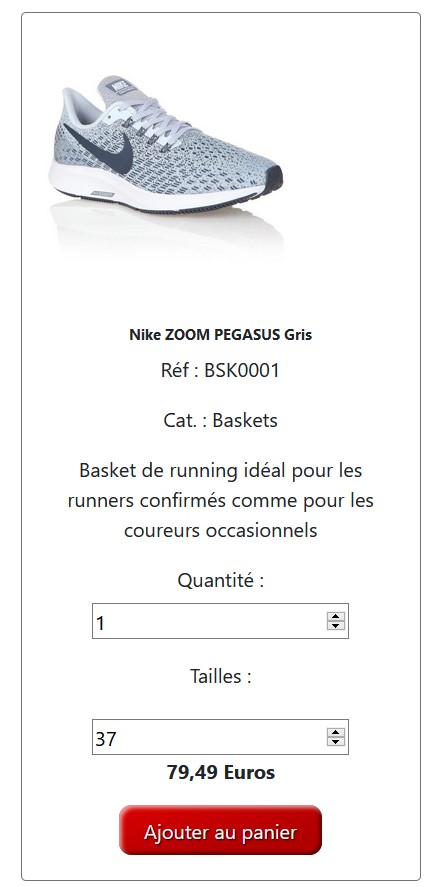 Nike ZOOM PEGASUS Gris
Réf : BSK0001
Cat. : Baskets
Basket de running idéal pour les
runners confirmés comme pour les
coureurs occasionnels
Quantité :
1
Tailles :
37
79,49 Euros
Ajouter au panier